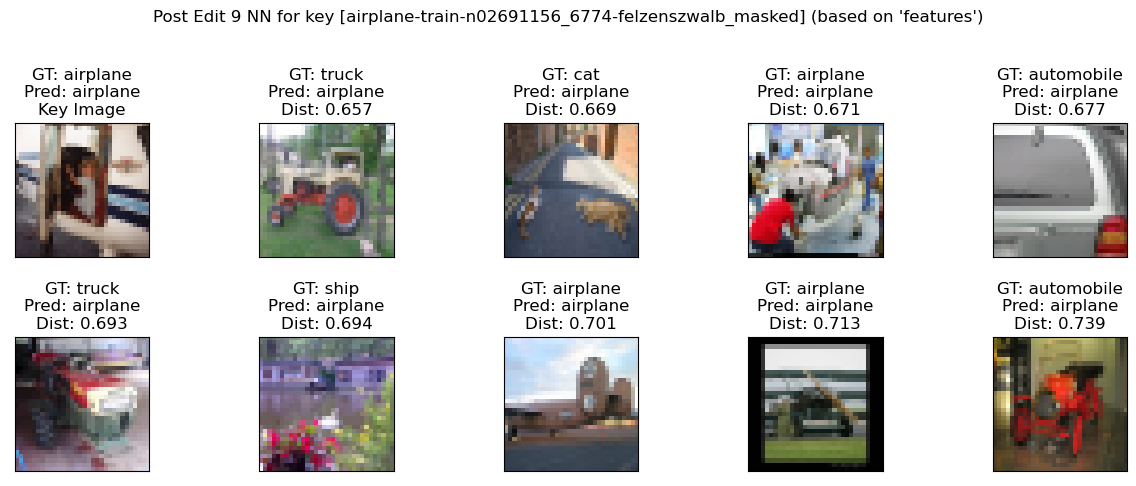 Post Edit 9 NN for key [airplane-train-n02691156_6774-felzenszwalb_masked] (based on 'features')
GT: airplane
Pred: airplane
Key Image
GT: truck
Pred: airplane
Dist: 0.657
GT: cat
Pred: airplane
Dist: 0.669
GT: airplane
Pred: airplane
Dist: 0.671
GT: automobile
Pred: airplane
Dist: 0.677
GT: truck
Pred: airplane
Dist: 0.693
GT: ship
Pred: airplane
Dist: 0.694
GT: airplane
Pred: airplane
Dist: 0.701
GT: airplane
Pred: airplane
Dist: 0.713
GT: automobile
Pred: airplane
Dist: 0.739